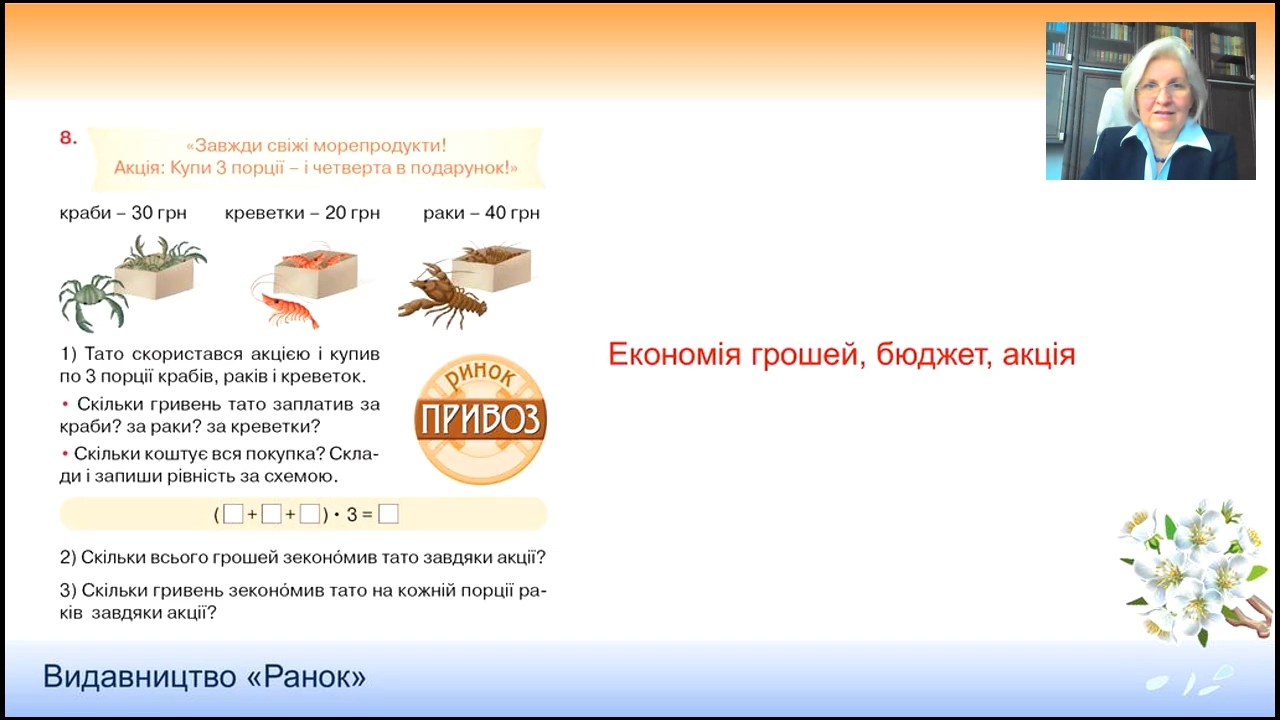 8.
«Завжди свіжі морепродукти!
Акція: Купи 3 порції – і четверта в подарунок!»
краби – 30 грн креветки – 20 грн раки – 40 грн
1) Тато скористався акцією і купив
по 3 порції крабів, раків і креветок.
• Скільки гривень тато заплатив за
краби? за раки? за креветки?
• Скільки коштує вся покупка? Скла-
ди і запиши рівність за схемою.
РИНОК
ПРИВОЗ
(□ + □ + □) · 3 = □
2) Скільки всього грошей зеконо́мив тато завдяки акції?
3) Скільки гривень зеконо́мив тато на кожній порції ра-
ків завдяки акції?
Економія грошей, бюджет, акція
Видавництво «Ранок»